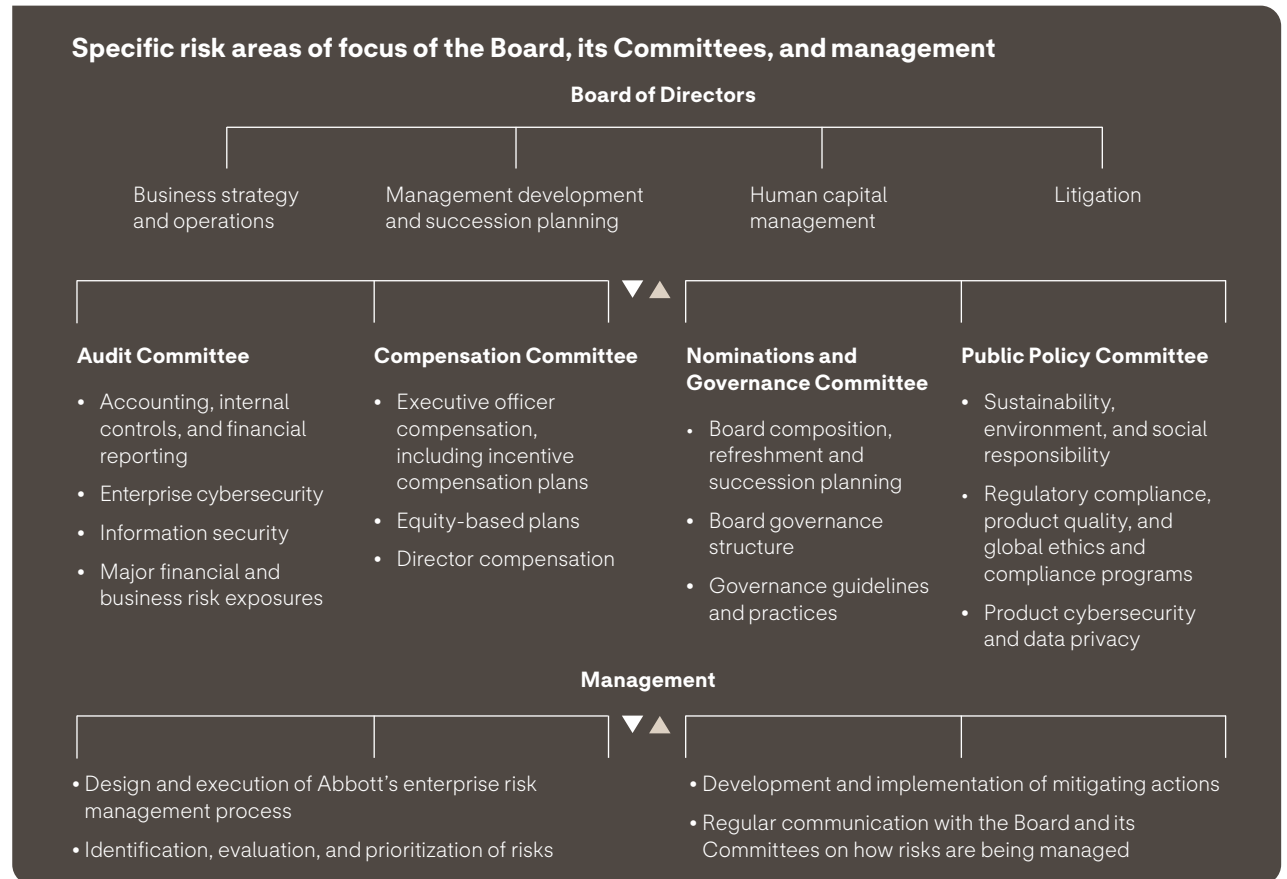 Specific risk areas of focus of the Board, its Committees, and management
Board of Directors
Business strategy
and operations
Management development
and succession planning
Human capital
management
Litigation
Audit Committee
• Accounting, internal
controls, and financial
reporting
• Enterprise cybersecurity
• Information security
• Major financial and
business risk exposures
Compensation Committee
• Executive officer
compensation,
including incentive
compensation plans
• Equity-based plans
• Director compensation
Nominations and
Governance Committee
• Board composition,
refreshment and
succession planning
• Board governance
structure
• Governance guidelines
and practices
Public Policy Committee
• Sustainability,
environment, and social
responsibility
• Regulatory compliance,
product quality, and
global ethics and
compliance programs
• Product cybersecurity
and data privacy
Management
• Design and execution of Abbott’s enterprise risk
management process
• Identification, evaluation, and prioritization of risks
• Development and implementation of mitigating actions
• Regular communication with the Board and its
Committees on how risks are being managed